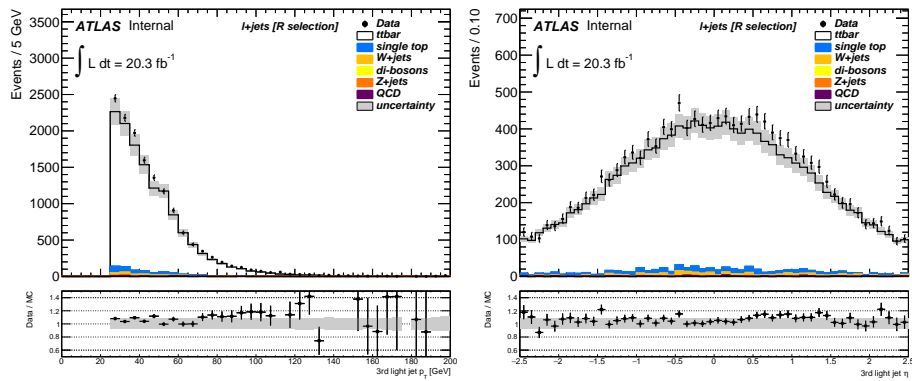 ATLAS Internal
l+jets [R selection]
∫ L dt = 20.3 fb⁻¹
Data
ttbar
single top
W+jets
di-bosons
Z+jets
QCD
uncertainty
Events / 5 GeV
3500
3000
2500
2000
1500
1000
500
0
Data / MC
1.4
1.2
1
0.8
0.6
0 20 40 60 80 100 120 140 160 180 200
3rd light jet p_T [GeV]
ATLAS Internal
l+jets [R selection]
∫ L dt = 20.3 fb⁻¹
Data
ttbar
single top
W+jets
di-bosons
Z+jets
QCD
uncertainty
Events / 0.10
700
600
500
400
300
200
100
0
Data / MC
1.4
1.2
1
0.8
0.6
−2.5 −2 −1.5 −1 −0.5 0 0.5 1 1.5 2 2.5
3rd light jet η